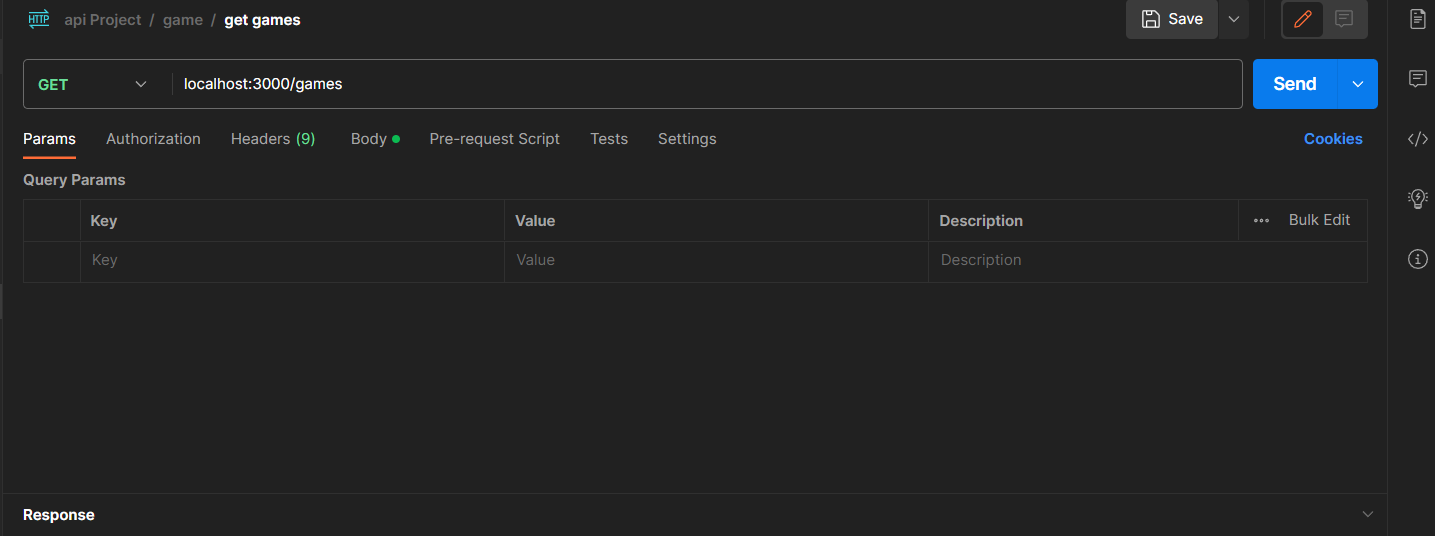 HTTP api Project / game / get games Save
GET localhost:3000/games Send
Params Authorization Headers (9) Body Pre-request Script Tests Settings Cookies
Query Params
Key Value Description Bulk Edit
Key Value Description
Response